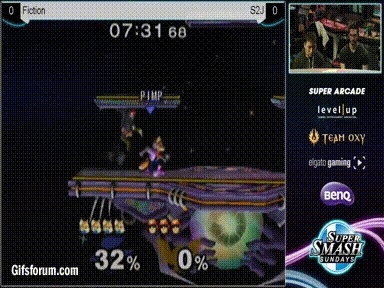 0 Fiction S2J 0
07:31 68
PIMP
32% 0%
SUPER ARCADE
level|up
TEAM OXY
elgato gaming
BenQ
SUPER
SMASH
SUNDAYS
Gifsforum.com